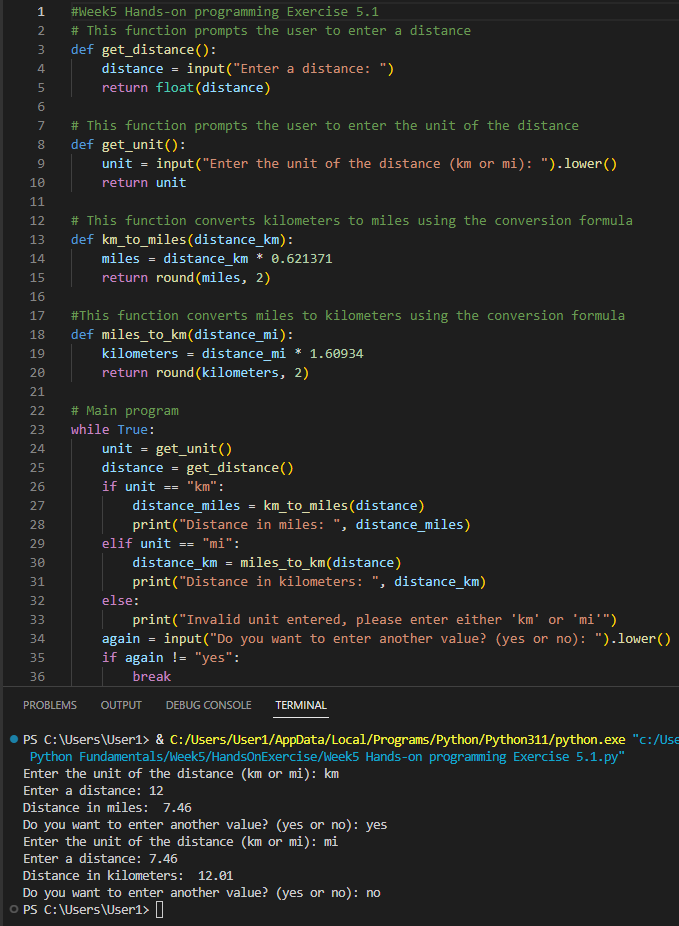 1 #Week5 Hands-on programming Exercise 5.1
2 # This function prompts the user to enter a distance
3 def get_distance():
4     distance = input("Enter a distance: ")
5     return float(distance)
6
7 # This function prompts the user to enter the unit of the distance
8 def get_unit():
9     unit = input("Enter the unit of the distance (km or mi): ").lower()
10     return unit
11
12 # This function converts kilometers to miles using the conversion formula
13 def km_to_miles(distance_km):
14     miles = distance_km * 0.621371
15     return round(miles, 2)
16
17 #This function converts miles to kilometers using the conversion formula
18 def miles_to_km(distance_mi):
19     kilometers = distance_mi * 1.60934
20     return round(kilometers, 2)
21
22 # Main program
23 while True:
24     unit = get_unit()
25     distance = get_distance()
26     if unit == "km":
27         distance_miles = km_to_miles(distance)
28         print("Distance in miles: ", distance_miles)
29     elif unit == "mi":
30         distance_km = miles_to_km(distance)
31         print("Distance in kilometers: ", distance_km)
32     else:
33         print("Invalid unit entered, please enter either 'km' or 'mi'")
34     again = input("Do you want to enter another value? (yes or no): ").lower()
35     if again != "yes":
36         break
PROBLEMS OUTPUT DEBUG CONSOLE TERMINAL
PS C:\Users\User1> & C:/Users/User1/AppData/Local/Programs/Python/Python311/python.exe "c:/Use
Python Fundamentals/Week5/HandsOnExercise/Week5 Hands-on programming Exercise 5.1.py"
Enter the unit of the distance (km or mi): km
Enter a distance: 12
Distance in miles:  7.46
Do you want to enter another value? (yes or no): yes
Enter the unit of the distance (km or mi): mi
Enter a distance: 7.46
Distance in kilometers:  12.01
Do you want to enter another value? (yes or no): no
PS C:\Users\User1>